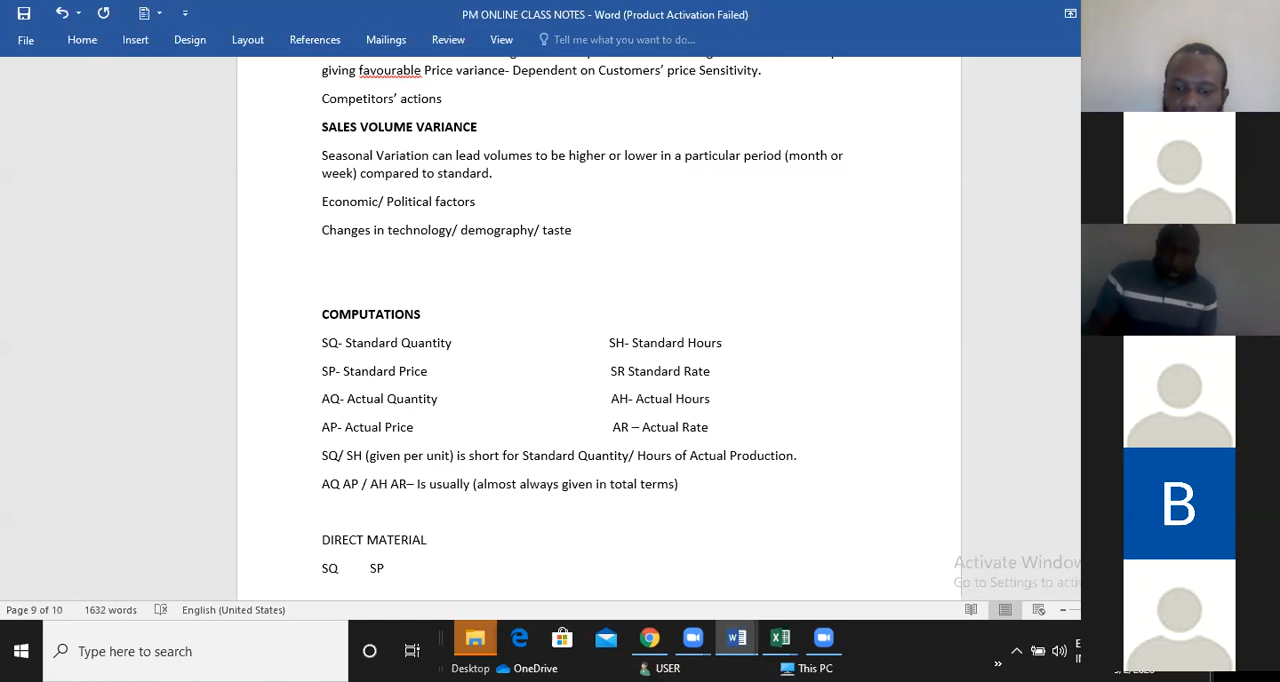 PM ONLINE CLASS NOTES - Word (Product Activation Failed)
File Home Insert Design Layout References Mailings Review View Tell me what you want to do...
giving favourable Price variance- Dependent on Customers' price Sensitivity.
Competitors' actions
SALES VOLUME VARIANCE
Seasonal Variation can lead volumes to be higher or lower in a particular period (month or
week) compared to standard.
Economic/ Political factors
Changes in technology/ demography/ taste
COMPUTATIONS
SQ- Standard Quantity SH- Standard Hours
SP- Standard Price SR Standard Rate
AQ- Actual Quantity AH- Actual Hours
AP- Actual Price AR – Actual Rate
SQ/ SH (given per unit) is short for Standard Quantity/ Hours of Actual Production.
AQ AP / AH AR– Is usually (almost always given in total terms)
DIRECT MATERIAL
SQ SP
Activate Window
Go to Settings to activ
B
Page 9 of 10 1632 words English (United States)
Type here to search
Desktop OneDrive USER This PC